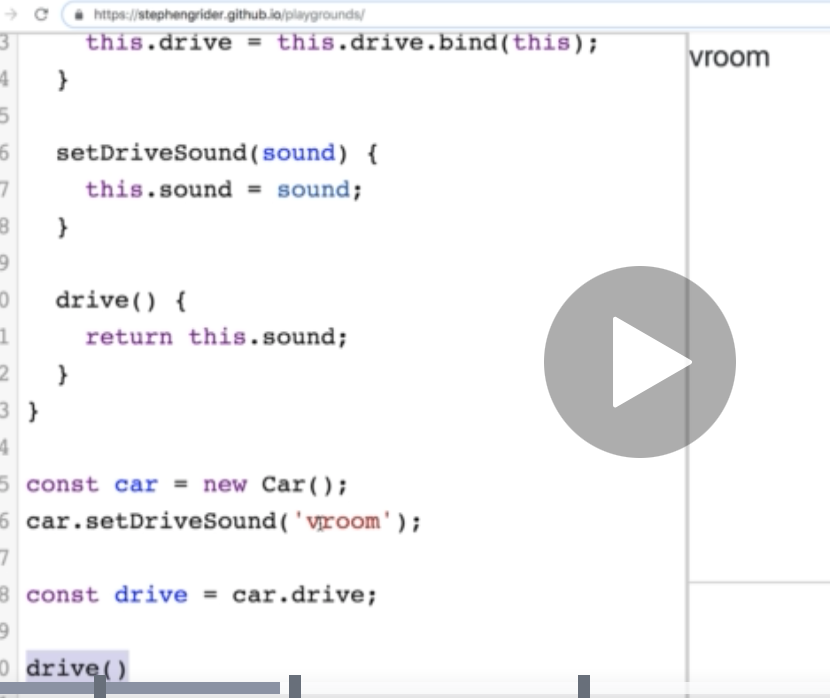 https://stephengrider.github.io/playgrounds/
3 this.drive = this.drive.bind(this);
4 }
5
6 setDriveSound(sound) {
7 this.sound = sound;
8 }
9
0 drive() {
1 return this.sound;
2 }
3 }
4
5 const car = new Car();
6 car.setDriveSound('vroom');
7
8 const drive = car.drive;
9
0 drive()
vroom